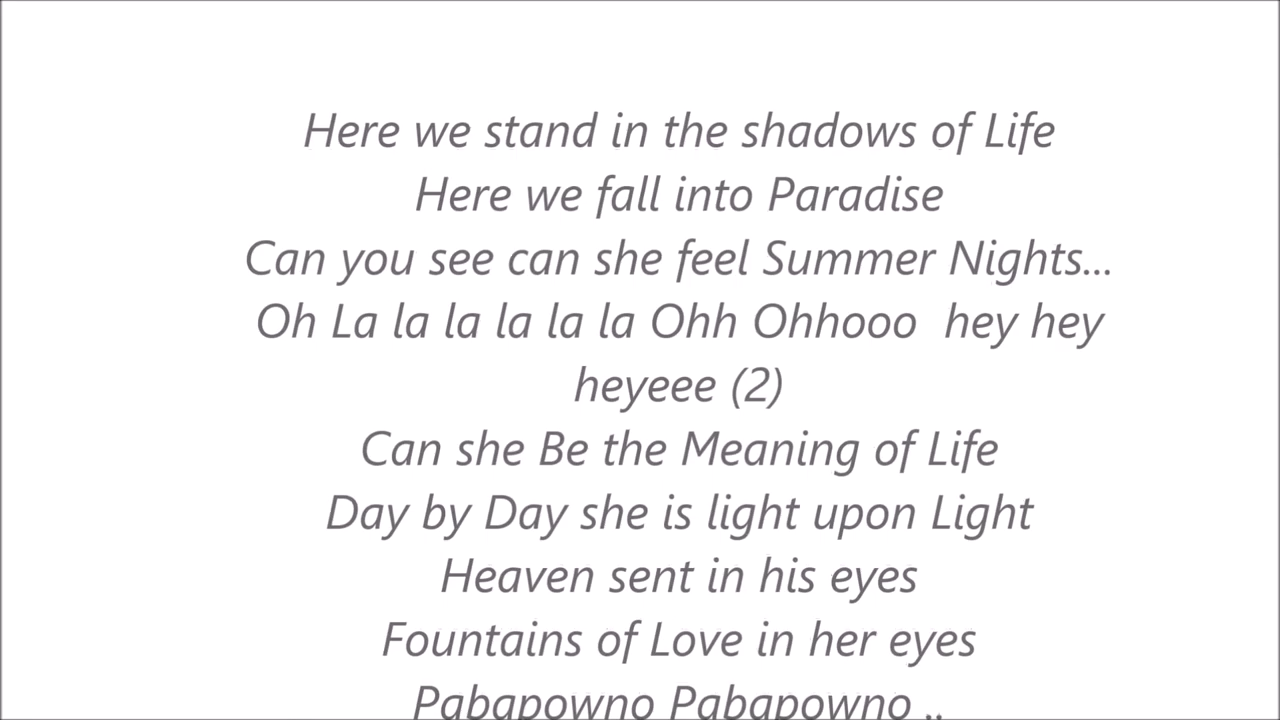 Here we stand in the shadows of Life
Here we fall into Paradise
Can you see can she feel Summer Nights...
Oh La la la la la la Ohh Ohhooo  hey hey
heyeee (2)
Can she Be the Meaning of Life
Day by Day she is light upon Light
Heaven sent in his eyes
Fountains of Love in her eyes
Pabapowno Pabapowno ..